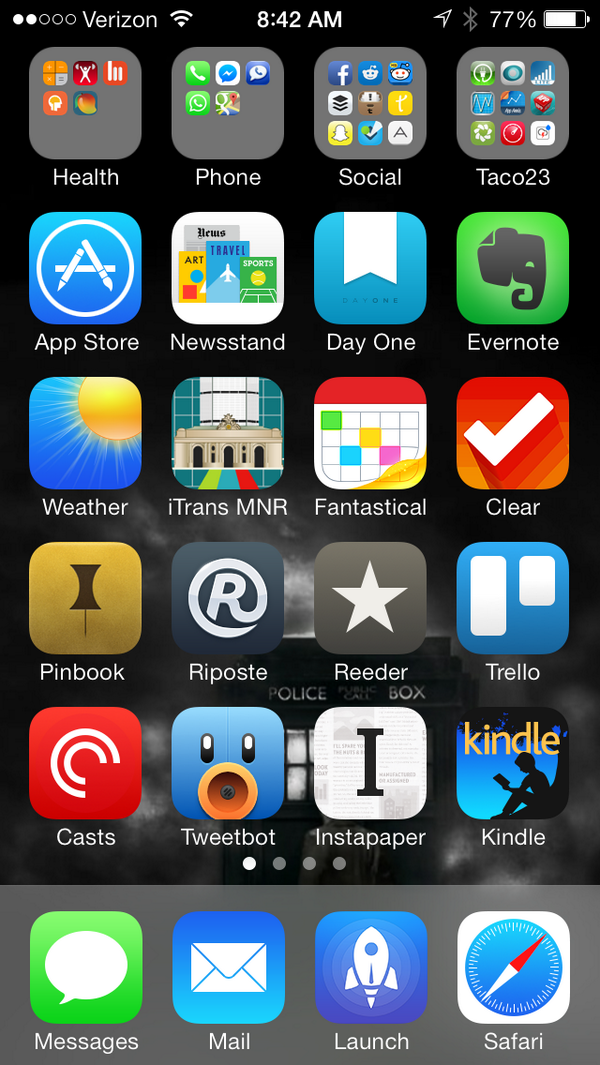 Verizon 8:42 AM 77%
Health Phone Social Taco23
News
TRAVEL
ART
SPORTS
DAYONE
App Store Newsstand Day One Evernote
Weather iTrans MNR Fantastical Clear
Pinbook Riposte Reeder Trello
POLICE PUBLIC CALL BOX
kindle
I
Casts Tweetbot Instapaper Kindle
Messages Mail Launch Safari